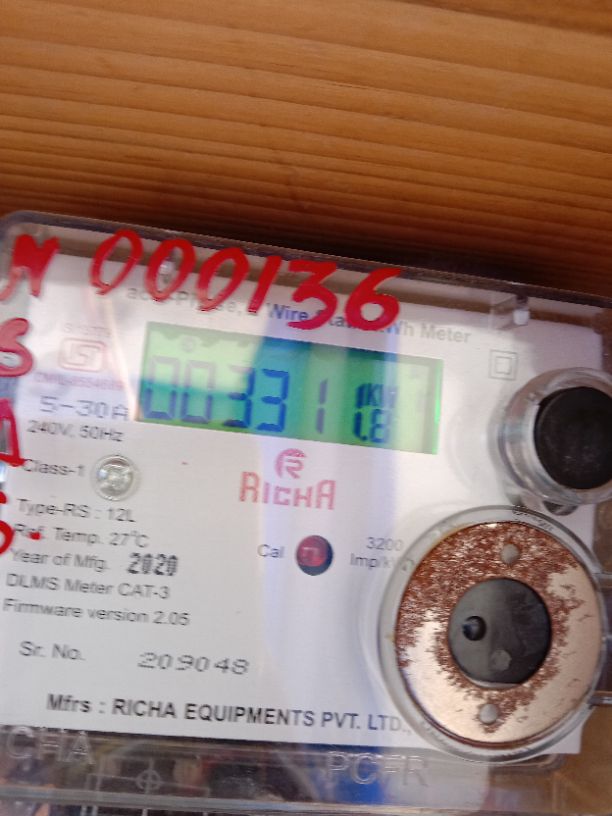 N 000136
Wire Static kWh Meter
5-30A
240V, 50Hz
003311.8
Class-1
RICHA
Type-RS : 12L
Ref. Temp. 27°C
Cal
3200
Year of Mfg. 2020
DLMS Meter CAT-3
Firmware version 2.05
Sr. No. 209048
Mfrs : RICHA EQUIPMENTS PVT. LTD.,